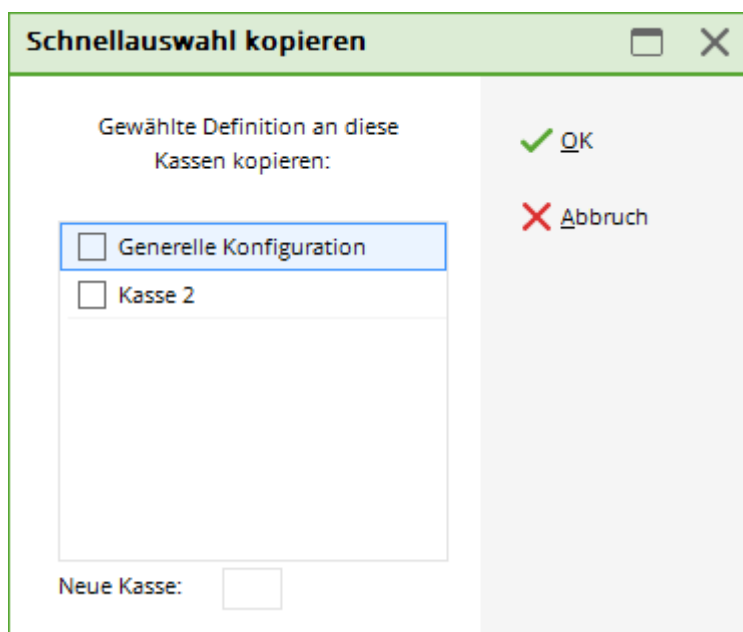 Schnellauswahl kopieren
Gewählte Definition an diese
Kassen kopieren:
OK
Abbruch
Generelle Konfiguration
Kasse 2
Neue Kasse: